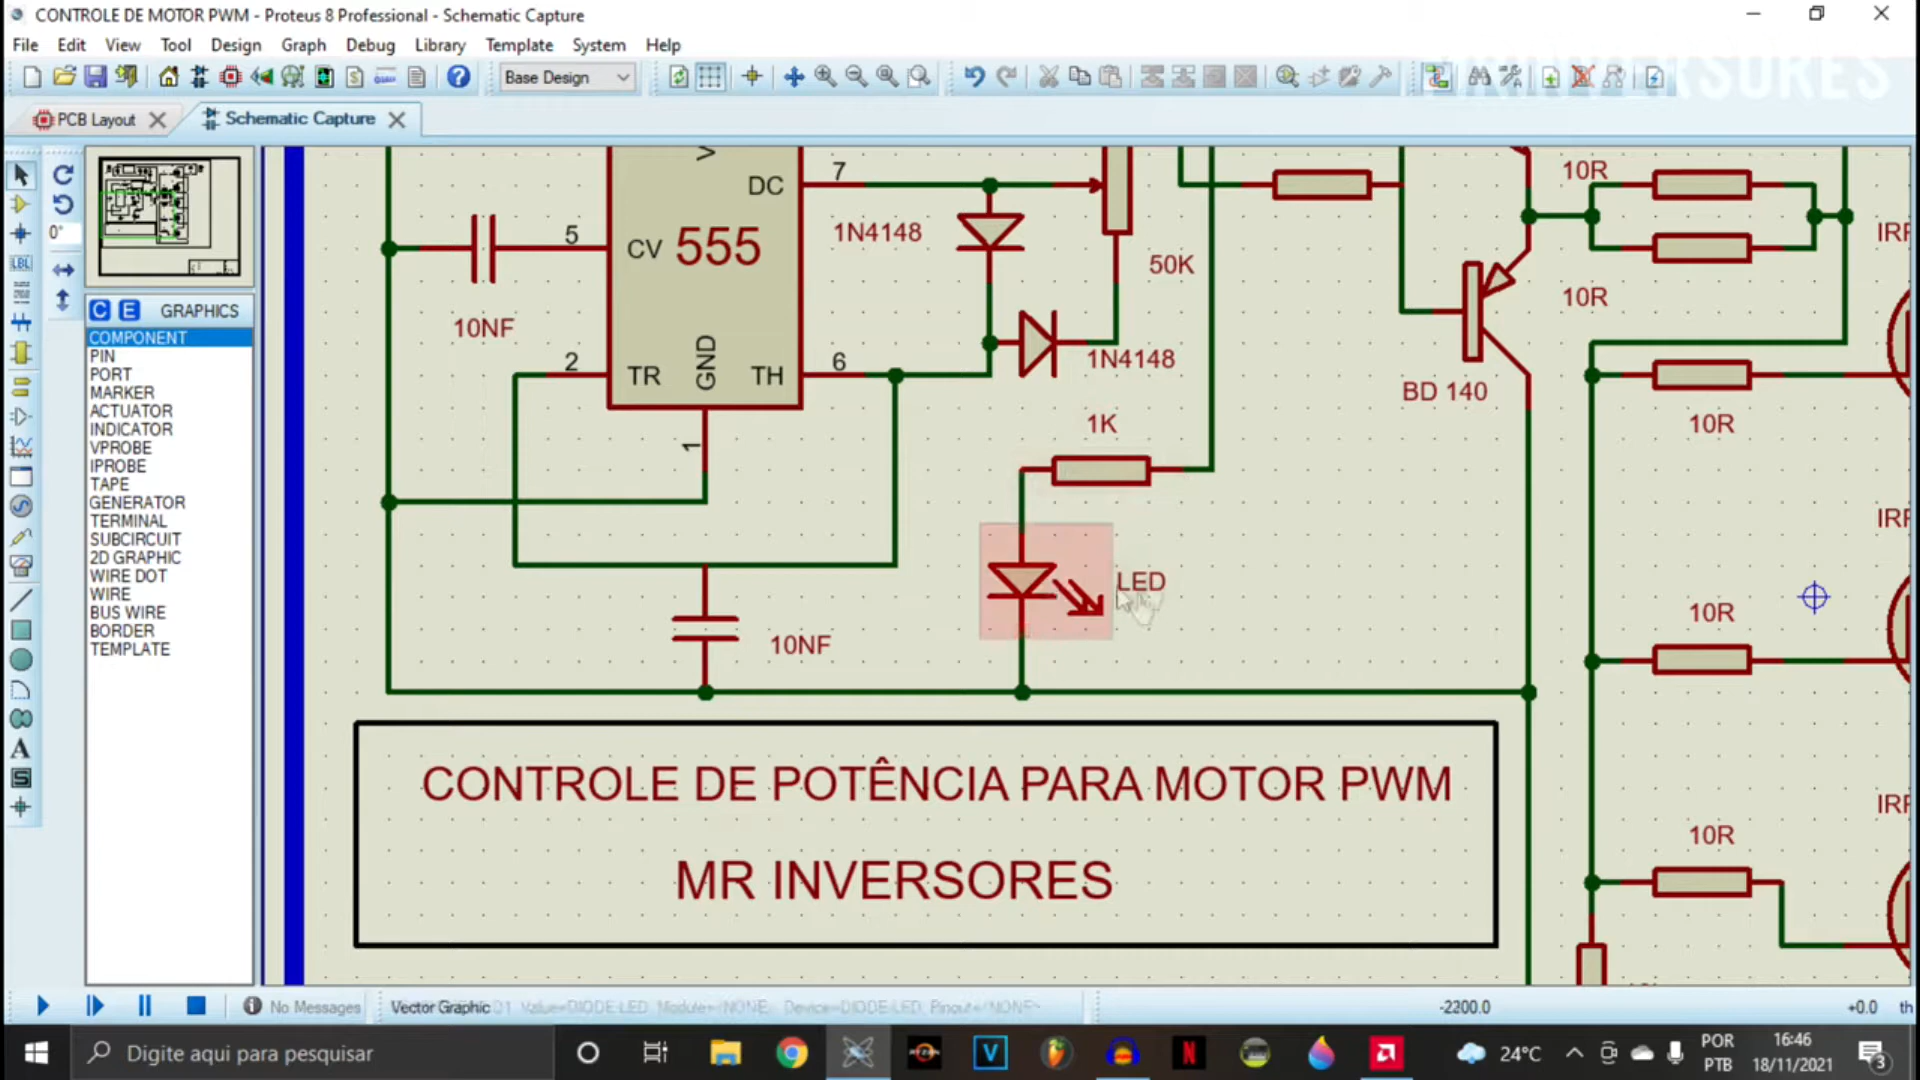 CONTROLE DE MOTOR PWM - Proteus 8 Professional - Schematic Capture
File Edit View Tool Design Graph Debug Library Template System Help
Base Design
PCB Layout
Schematic Capture
0°
LBL
C E GRAPHICS
COMPONENT
PIN
PORT
MARKER
ACTUATOR
INDICATOR
VPROBE
IPROBE
TAPE
GENERATOR
TERMINAL
SUBCIRCUIT
2D GRAPHIC
WIRE DOT
WIRE
BUS WIRE
BORDER
TEMPLATE
V
DC
7
1N4148
5
CV
555
10NF
50K
2
TR
GND
TH
6
1
1N4148
1K
LED
10NF
BD 140
10R
10R
10R
10R
10R
CONTROLE DE POTÊNCIA PARA MOTOR PWM
MR INVERSORES
No Messages
Vector Graphic
-2200.0
+0.0
th
Digite aqui para pesquisar
24°C
POR
PTB
16:46
18/11/2021
3